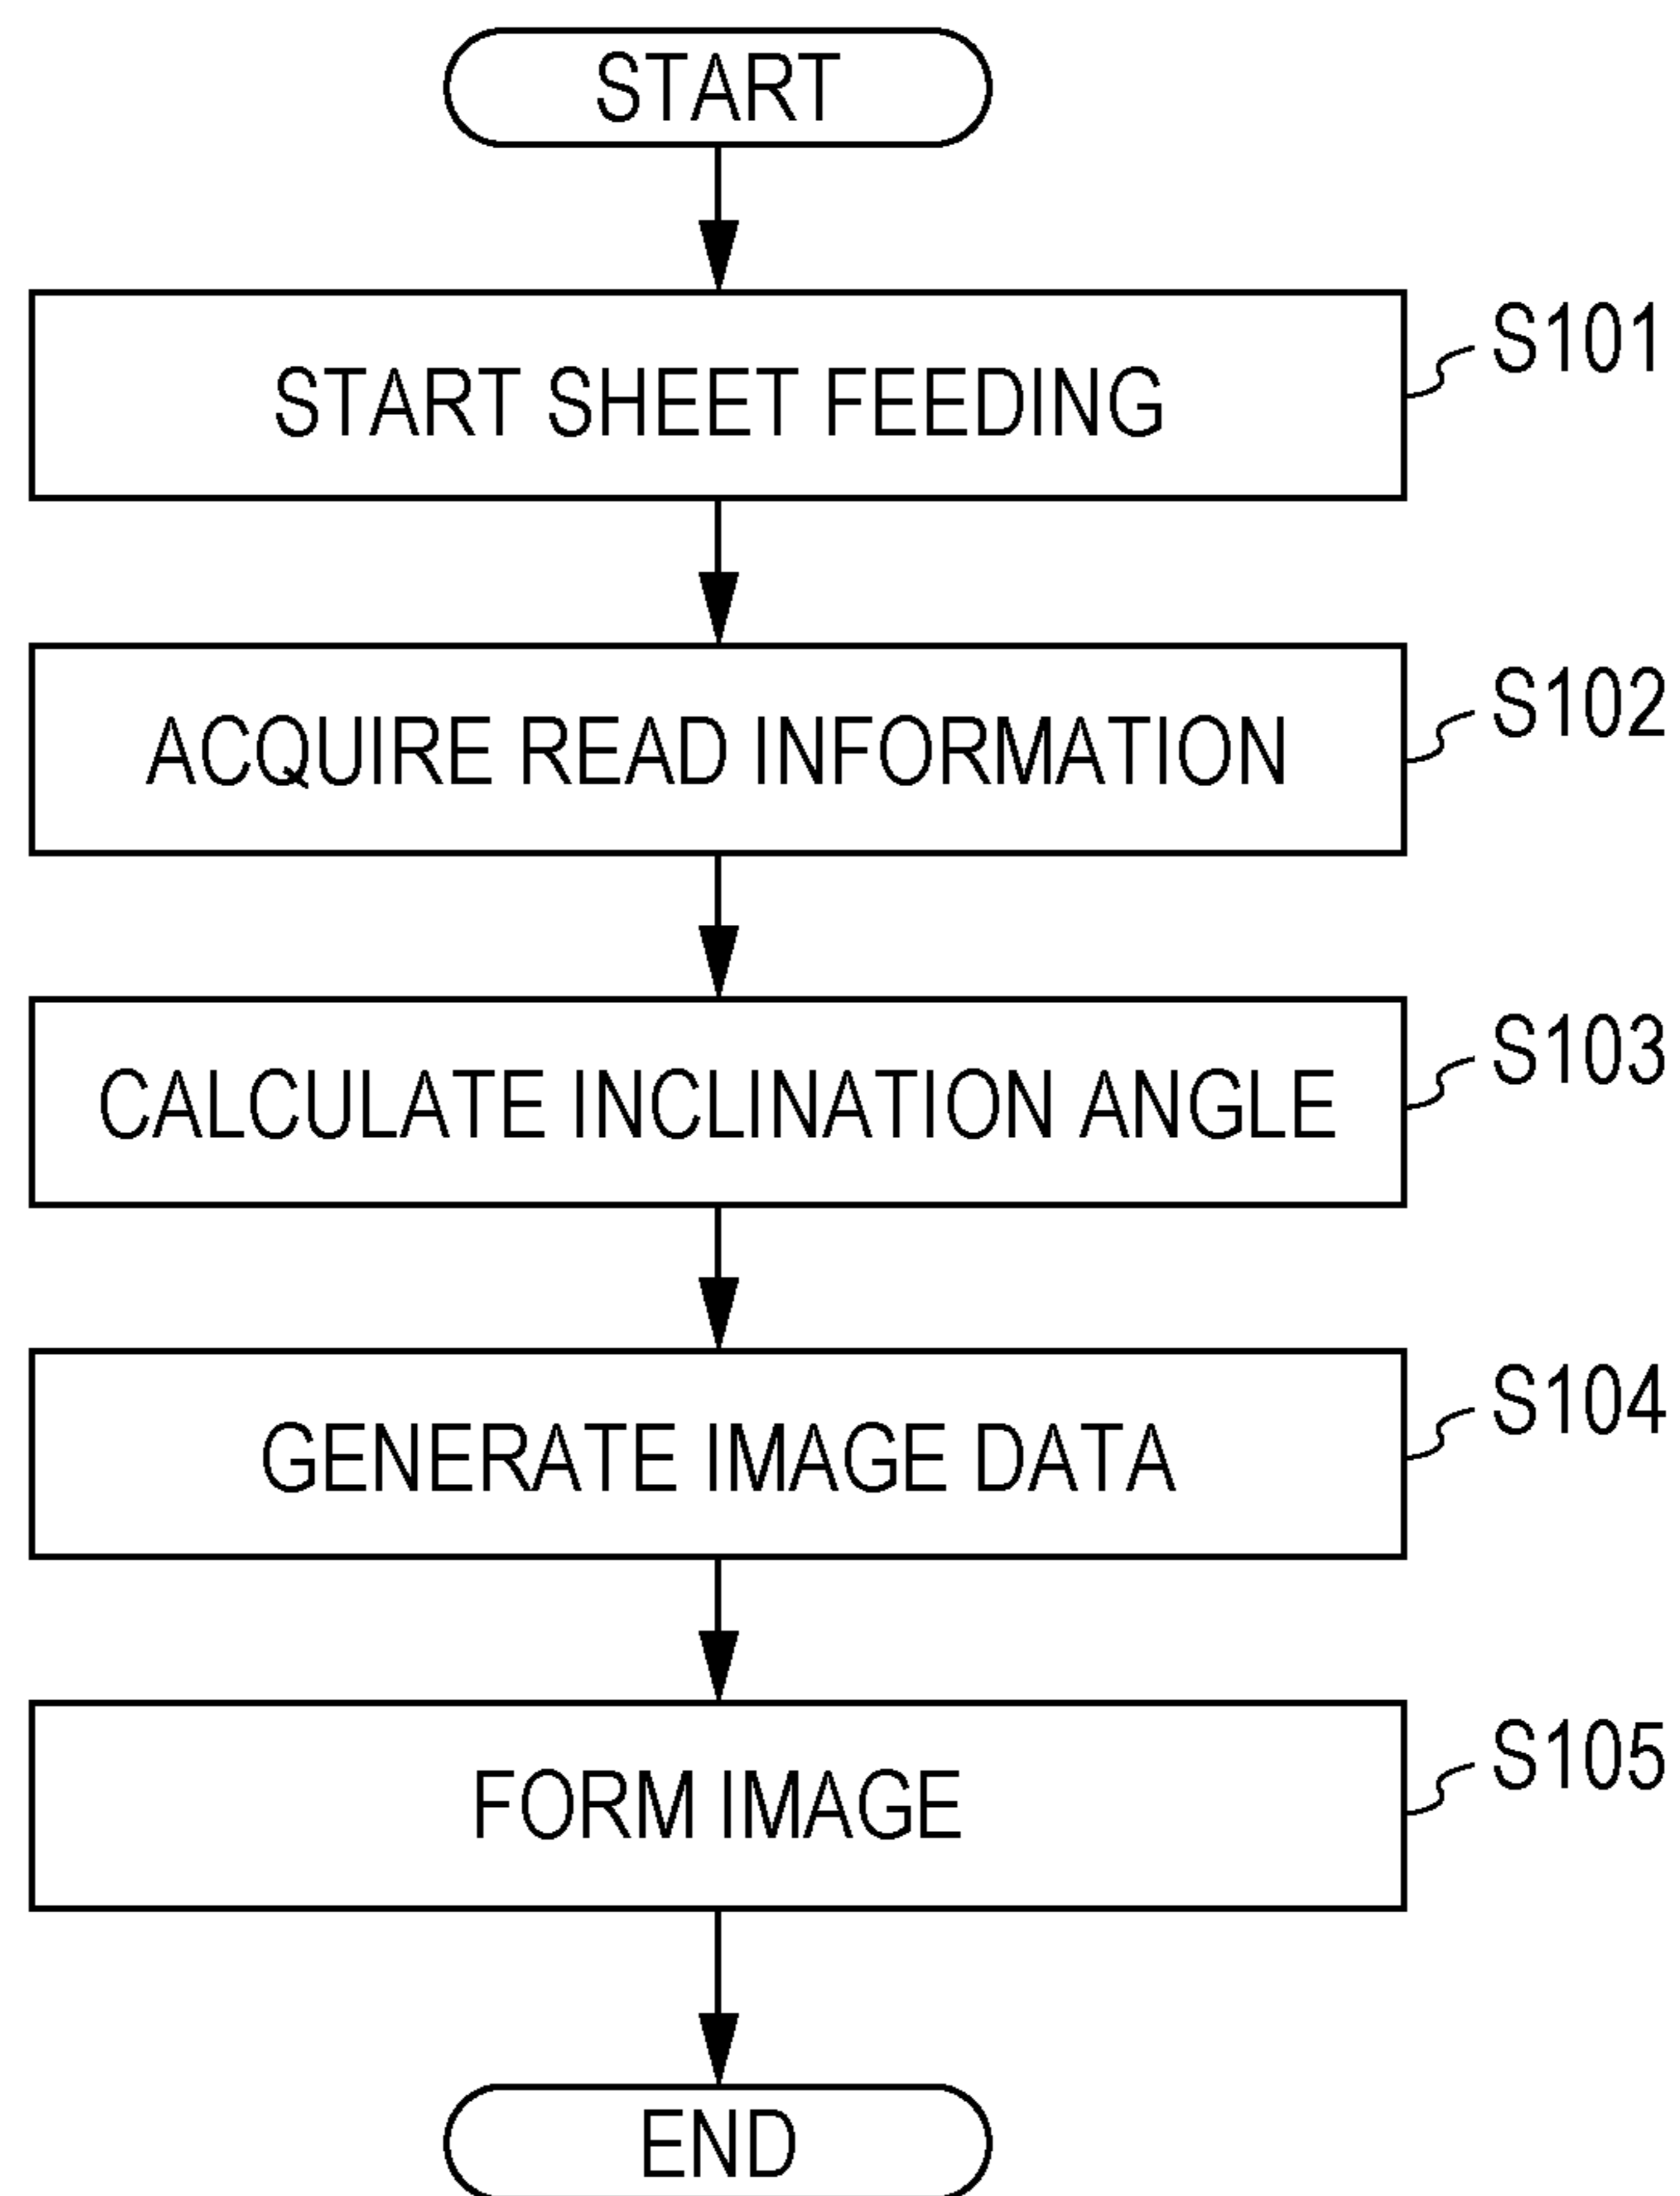 START
START SHEET FEEDING
S101
ACQUIRE READ INFORMATION
S102
CALCULATE INCLINATION ANGLE
S103
GENERATE IMAGE DATA
S104
FORM IMAGE
S105
END